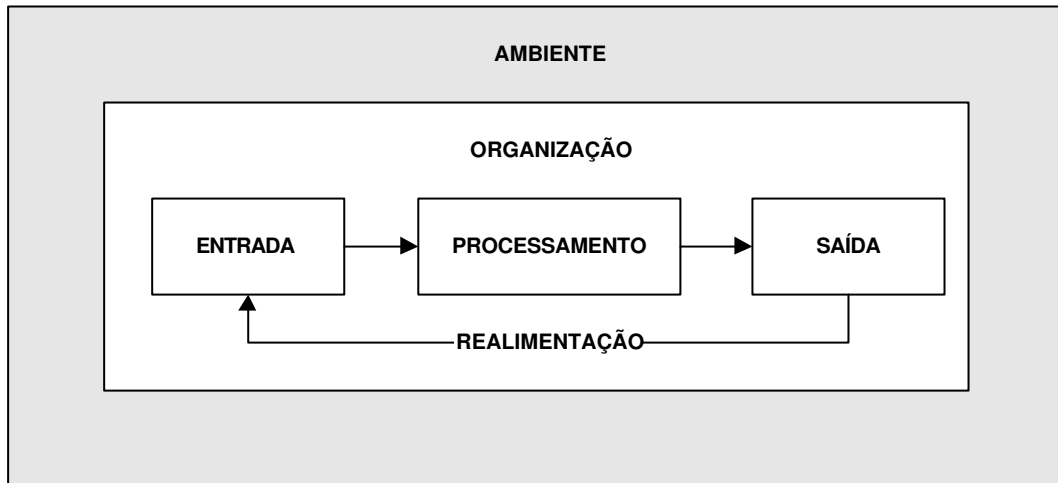 AMBIENTE
ORGANIZAÇÃO
ENTRADA
PROCESSAMENTO
SAÍDA
REALIMENTAÇÃO